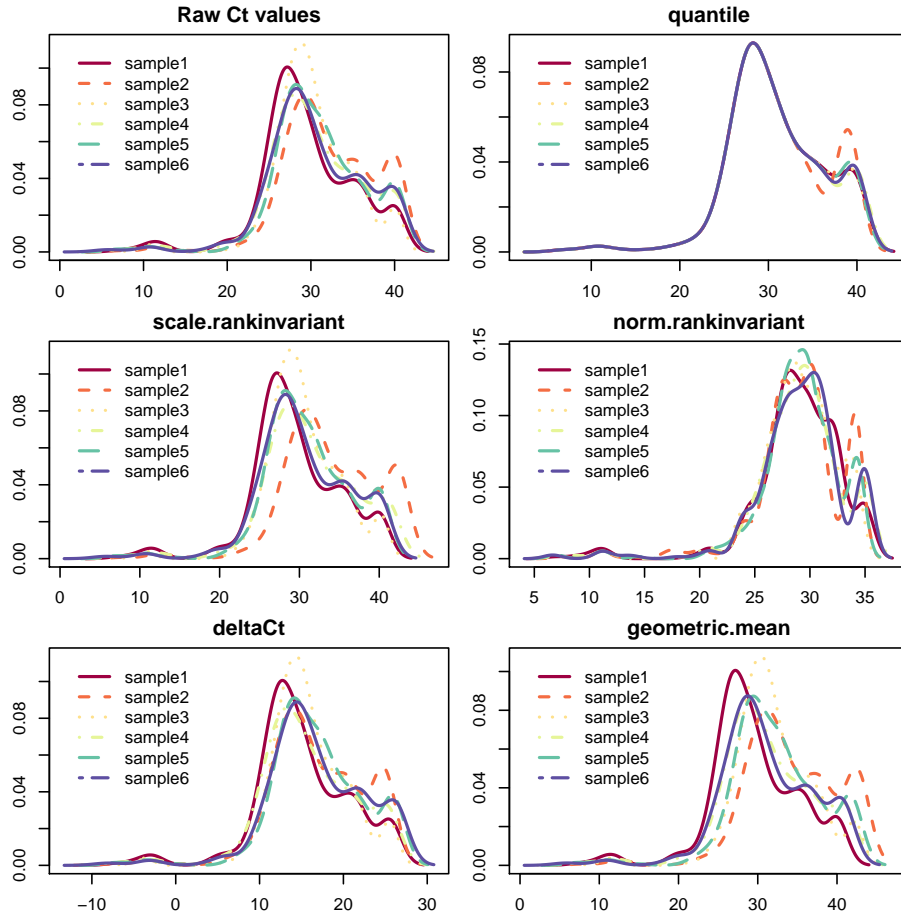 Raw Ct values
sample1
sample2
sample3
sample4
sample5
sample6
0.00 0.04 0.08
0 10 20 30 40
quantile
sample1
sample2
sample3
sample4
sample5
sample6
0.00 0.04 0.08
10 20 30 40
scale.rankinvariant
sample1
sample2
sample3
sample4
sample5
sample6
0.00 0.04 0.08
0 10 20 30 40
norm.rankinvariant
sample1
sample2
sample3
sample4
sample5
sample6
0.00 0.05 0.10 0.15
5 10 15 20 25 30 35
deltaCt
sample1
sample2
sample3
sample4
sample5
sample6
0.00 0.04 0.08
−10 0 10 20 30
geometric.mean
sample1
sample2
sample3
sample4
sample5
sample6
0.00 0.04 0.08
0 10 20 30 40